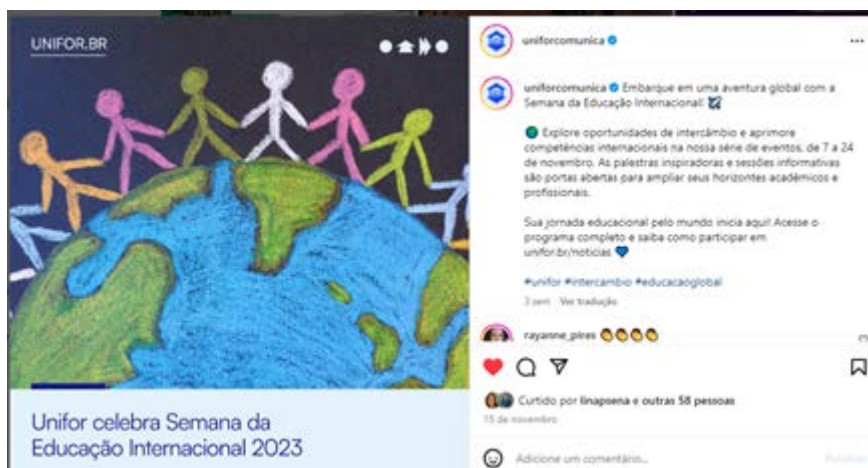 UNIFOR.BR
Unifor celebra Semana da
Educação Internacional 2023
uniforcomunica
uniforcomunica Embarque em uma aventura global com a
Semana da Educação Internacional!
Explore oportunidades de intercâmbio e aprimore
competências internacionais na nossa série de eventos, de 7 a 24
de novembro. As palestras inspiradoras e sessões informativas
são portas abertas para ampliar seus horizontes acadêmicos e
profissionais.
Sua jornada educacional pelo mundo inicia aqui! Acesse o
programa completo e saiba como participar em
unifor.br/noticias
#unifor #intercambio #educacaoglobal
3 sem Ver tradução
rayanne_pires
Curtido por linapsena e outras 58 pessoas
15 de novembro
Adicione um comentário...